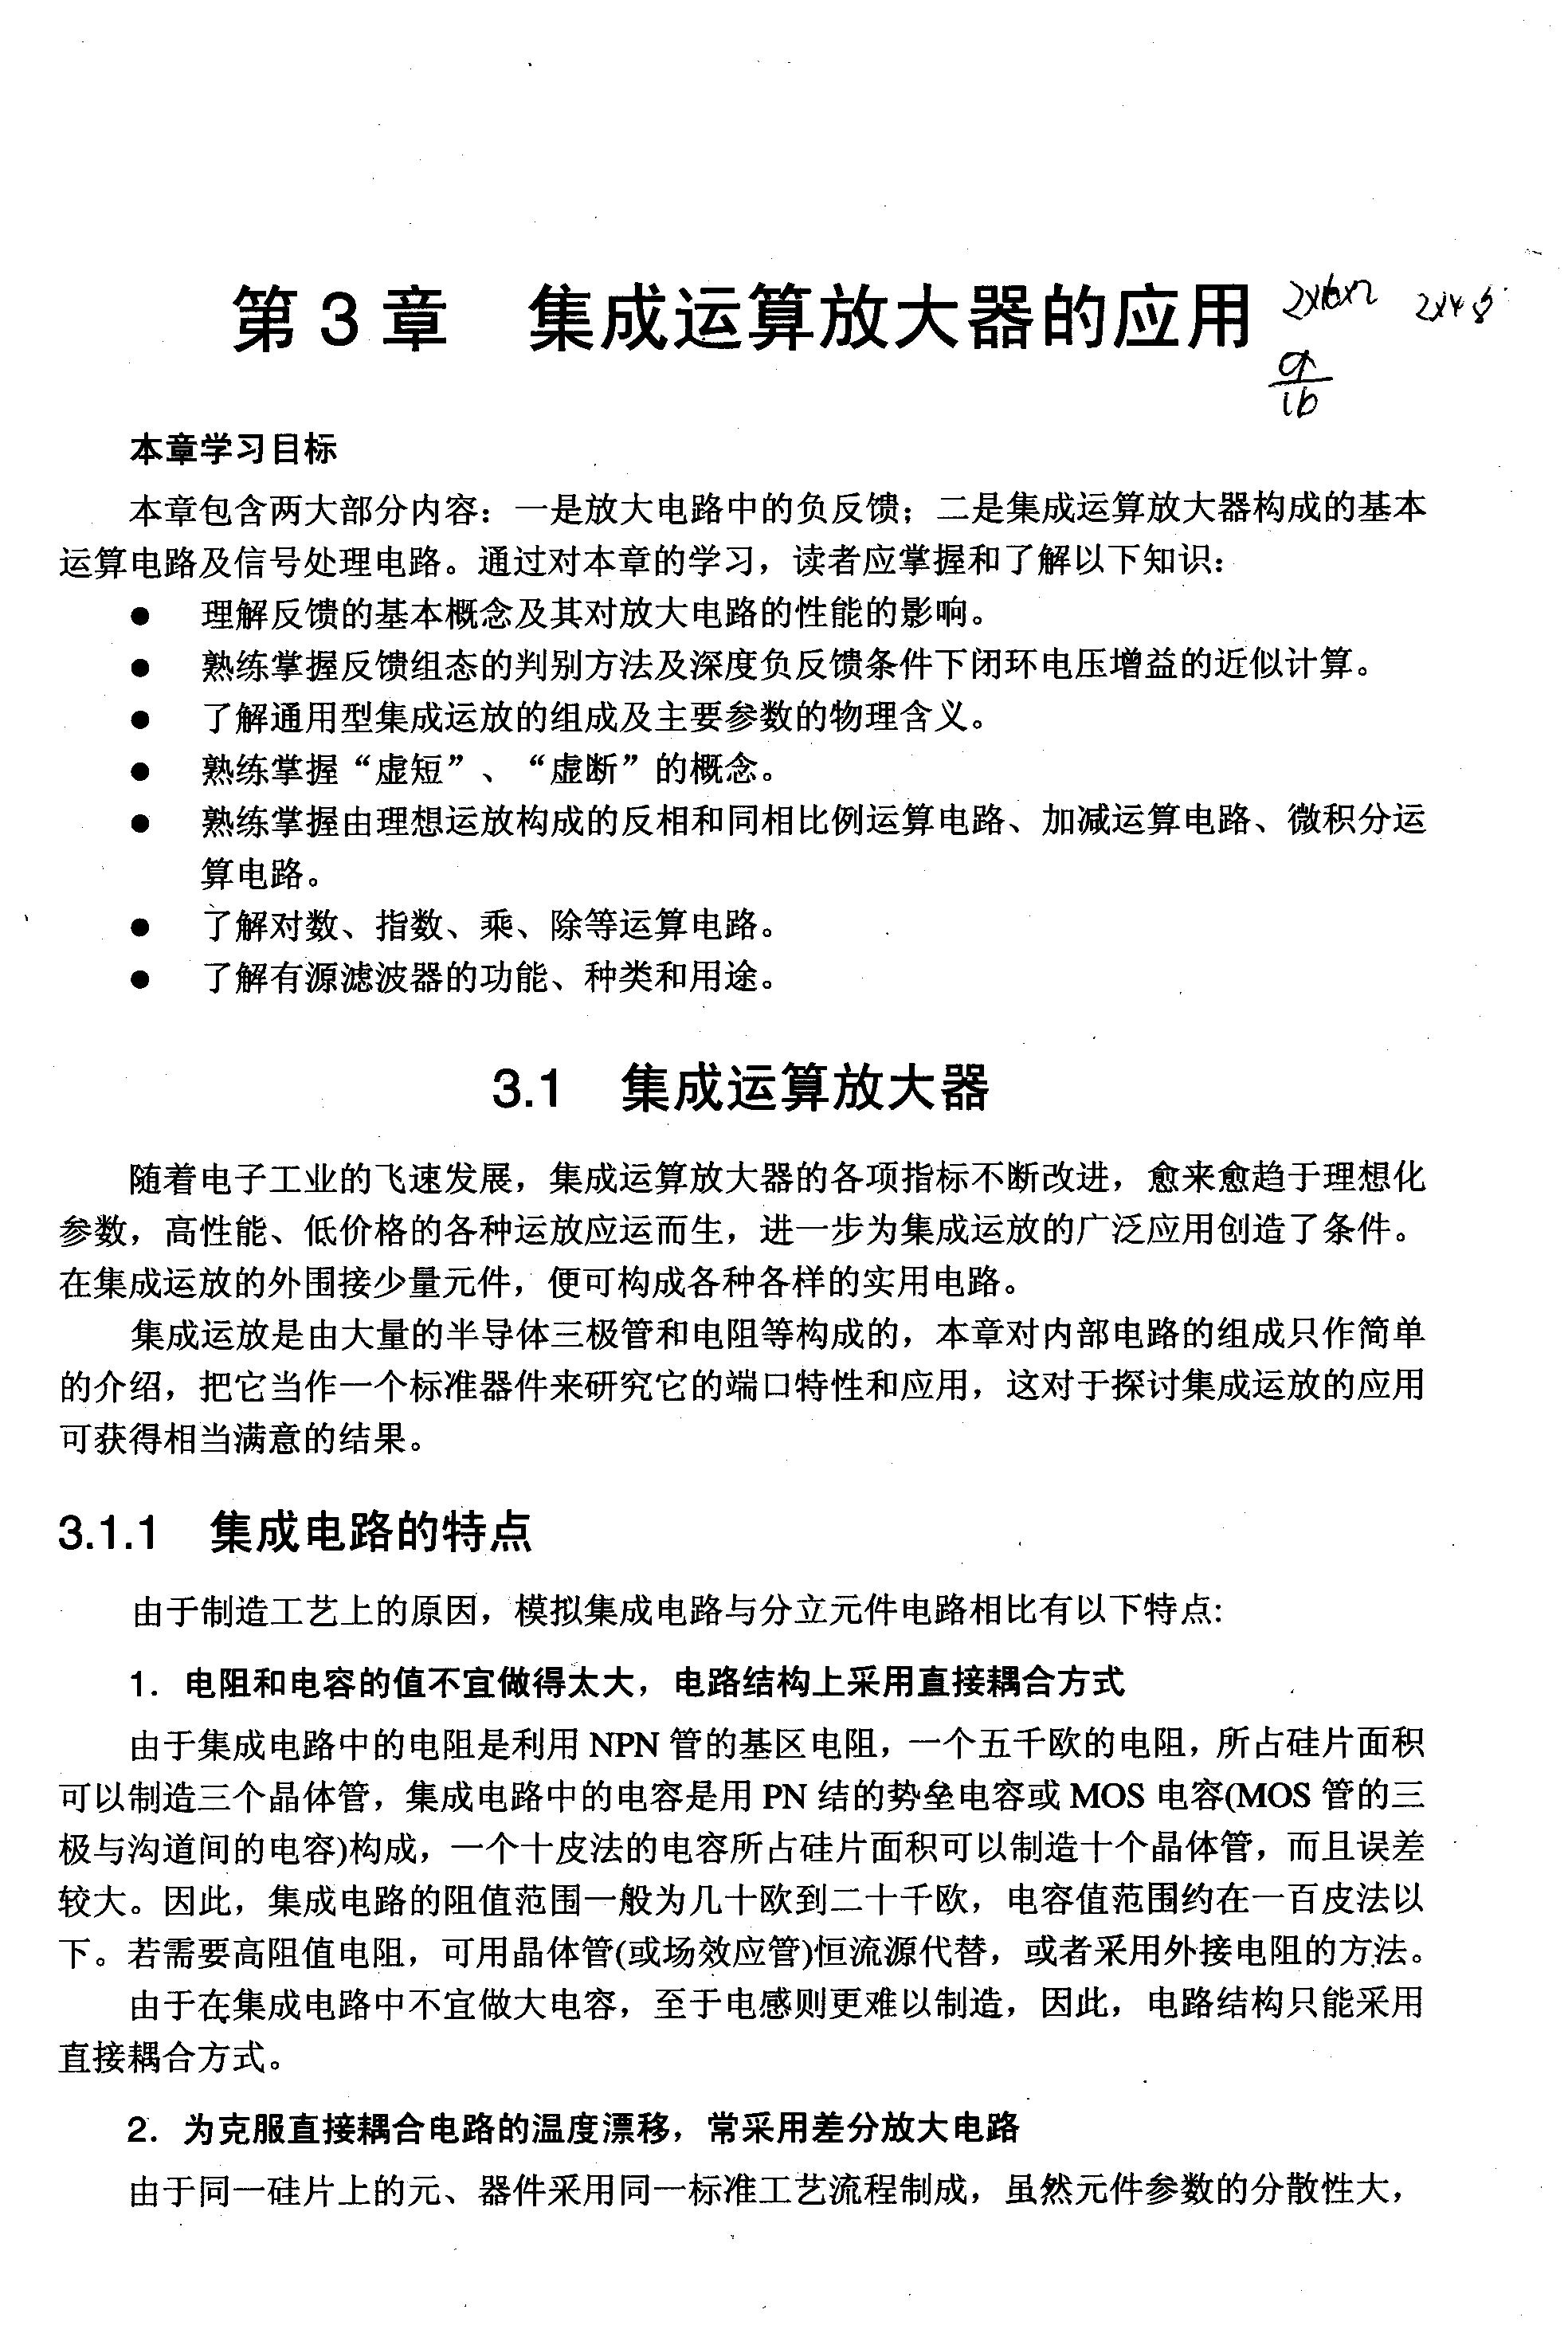 第3章 集成运算放大器的应用
本章学习目标
本章包含两大部分内容：一是放大电路中的负反馈；二是集成运算放大器构成的基本
运算电路及信号处理电路。通过对本章的学习，读者应掌握和了解以下知识：
● 理解反馈的基本概念及其对放大电路的性能的影响。
● 熟练掌握反馈组态的判别方法及深度负反馈条件下闭环电压增益的近似计算。
● 了解通用型集成运放的组成及主要参数的物理含义。
● 熟练掌握“虚短”、“虚断”的概念。
● 熟练掌握由理想运放构成的反相和同相比例运算电路、加减运算电路、微积分运
算电路。
● 了解对数、指数、乘、除等运算电路。
● 了解有源滤波器的功能、种类和用途。
3.1 集成运算放大器
随着电子工业的飞速发展，集成运算放大器的各项指标不断改进，愈来愈趋于理想化
参数，高性能、低价格的各种运放应运而生，进一步为集成运放的广泛应用创造了条件。
在集成运放的外围接少量元件，便可构成各种各样的实用电路。
集成运放是由大量的半导体三极管和电阻等构成的，本章对内部电路的组成只作简单
的介绍，把它当作一个标准器件来研究它的端口特性和应用，这对于探讨集成运放的应用
可获得相当满意的结果。
3.1.1 集成电路的特点
由于制造工艺上的原因，模拟集成电路与分立元件电路相比有以下特点:
1. 电阻和电容的值不宜做得太大，电路结构上采用直接耦合方式
由于集成电路中的电阻是利用 NPN 管的基区电阻，一个五千欧的电阻，所占硅片面积
可以制造三个晶体管，集成电路中的电容是用 PN 结的势垒电容或 MOS 电容(MOS 管的三
极与沟道间的电容)构成，一个十皮法的电容所占硅片面积可以制造十个晶体管，而且误差
较大。因此，集成电路的阻值范围一般为几十欧到二十千欧，电容值范围约在一百皮法以
下。若需要高阻值电阻，可用晶体管(或场效应管)恒流源代替，或者采用外接电阻的方法。
由于在集成电路中不宜做大电容，至于电感则更难以制造，因此，电路结构只能采用
直接耦合方式。
2. 为克服直接耦合电路的温度漂移，常采用差分放大电路
由于同一硅片上的元、器件采用同一标准工艺流程制成，虽然元件参数的分散性大，